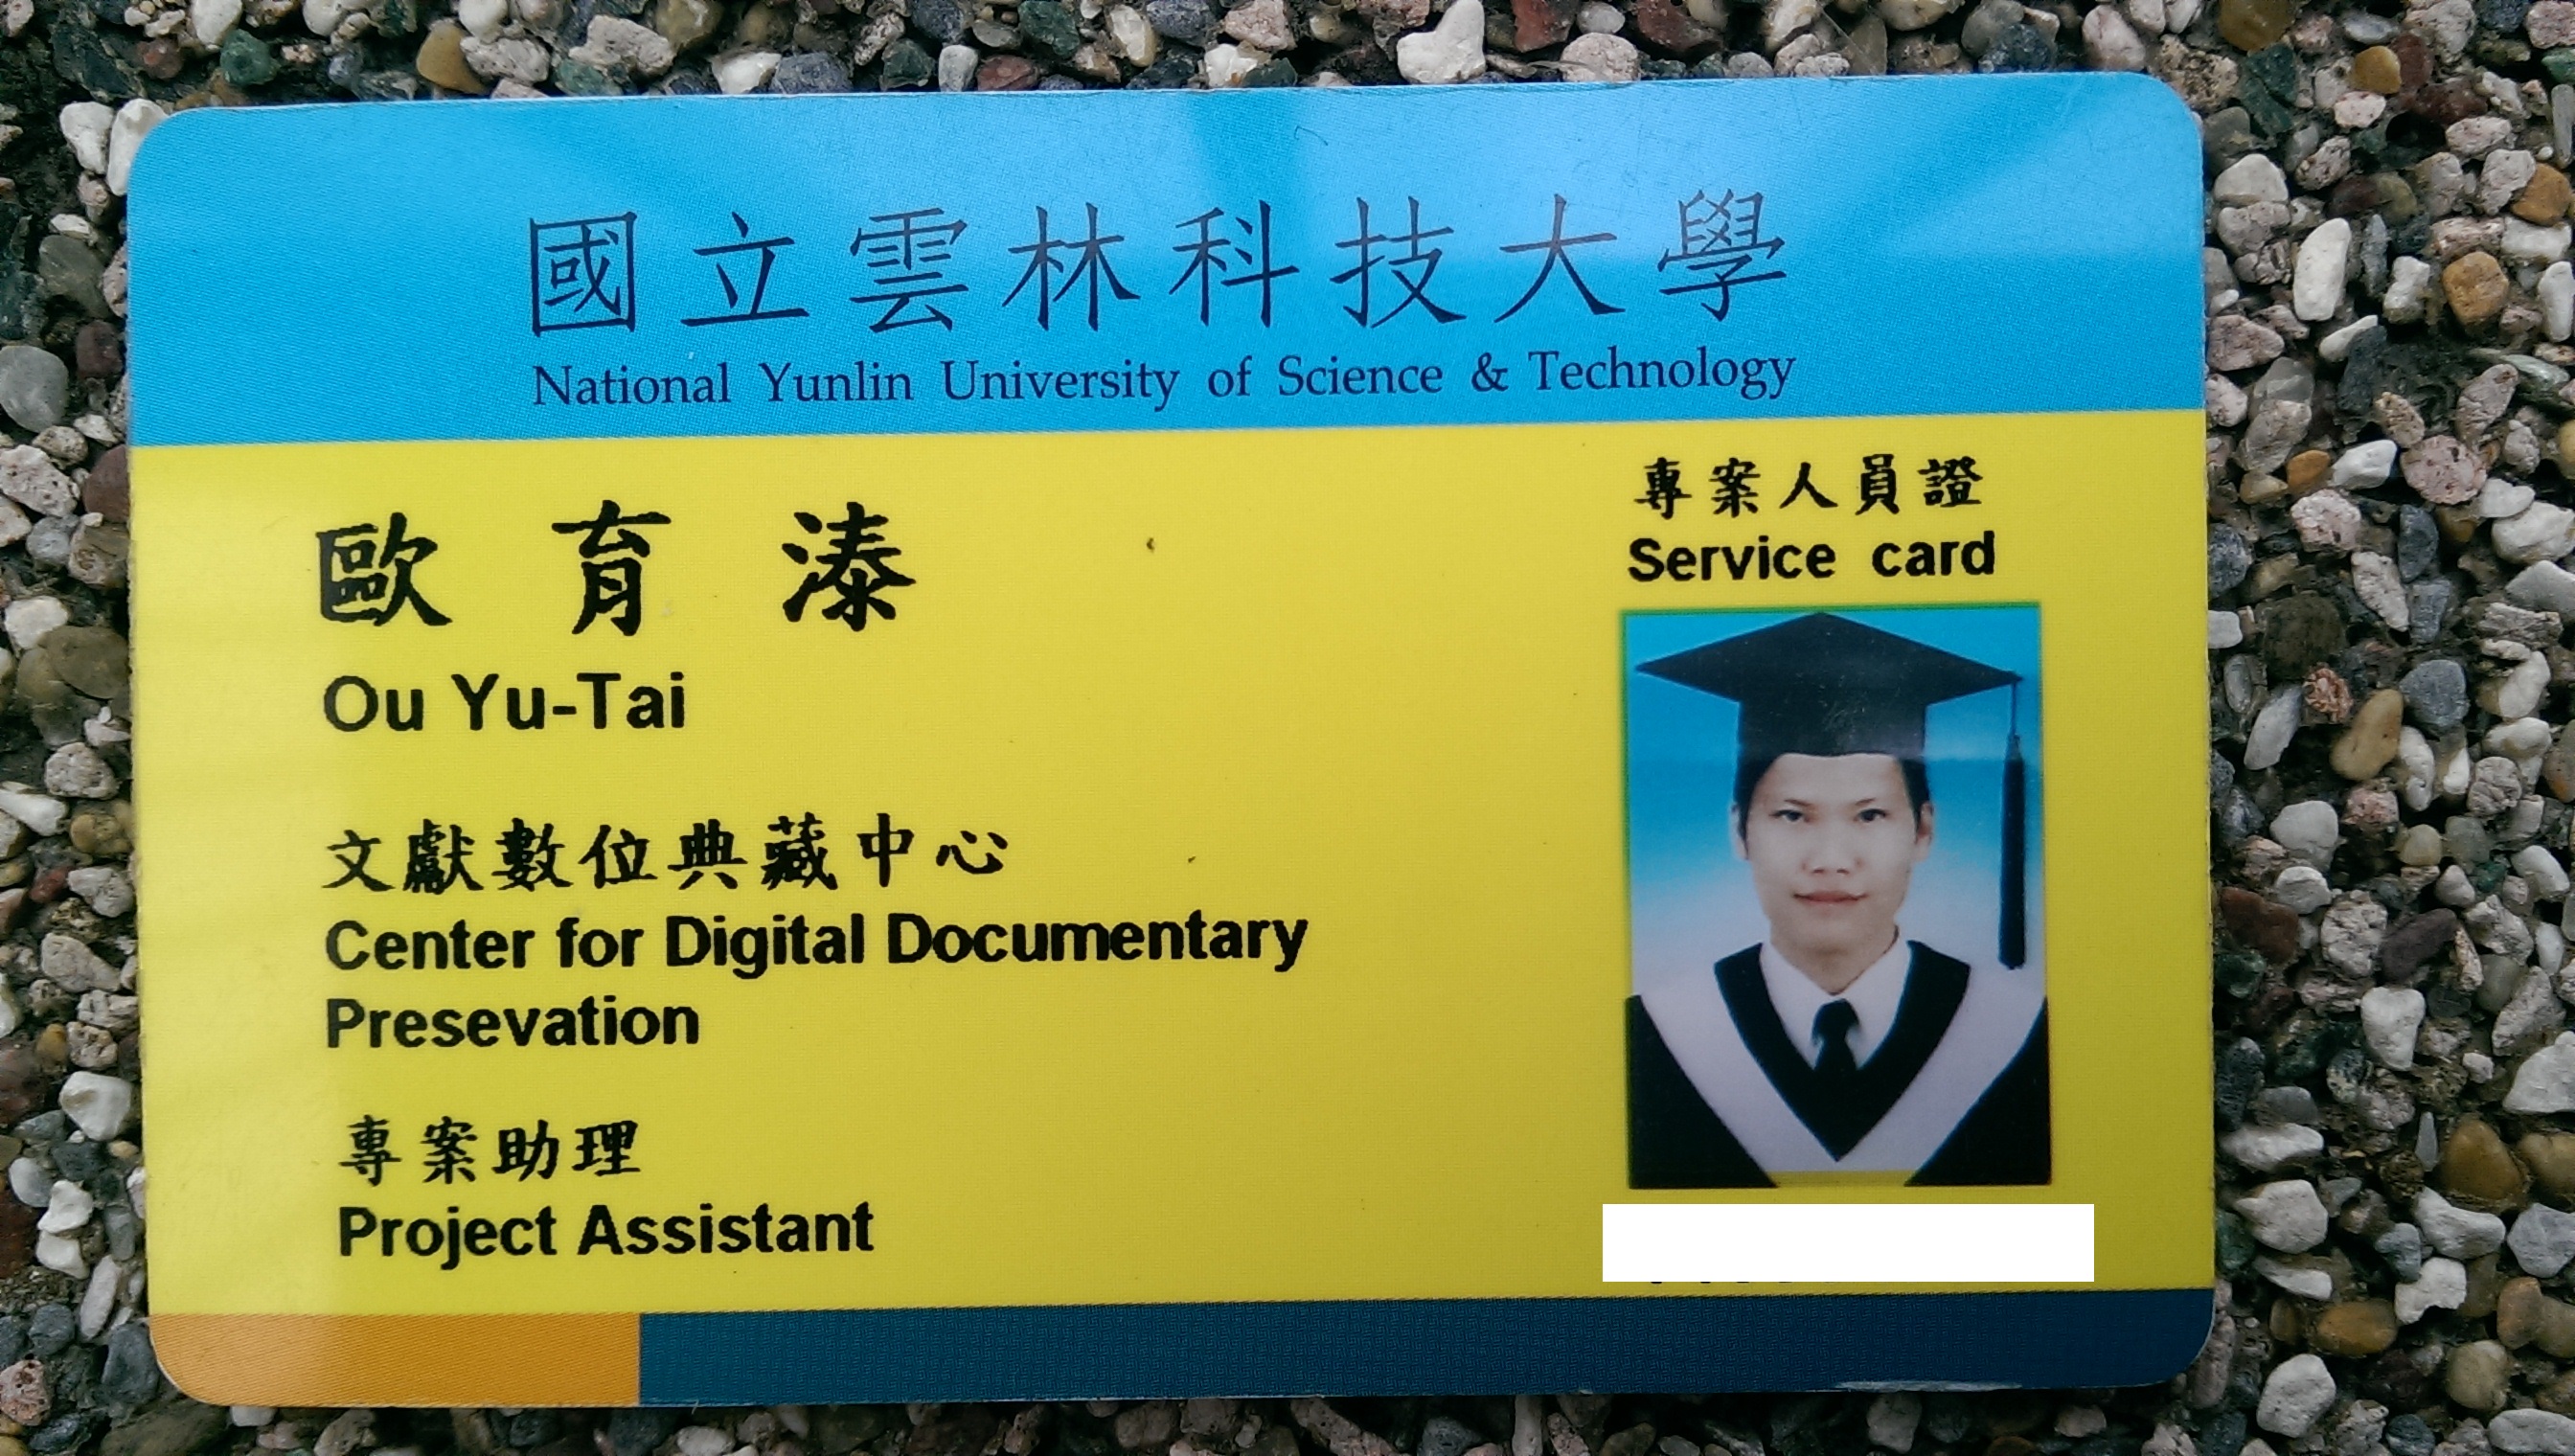 國立雲林科技大學
National Yunlin University of Science & Technology
專案人員證
Service card
歐育溙
Ou Yu-Tai
文獻數位典藏中心
Center for Digital Documentary
Presevation
專案助理
Project Assistant